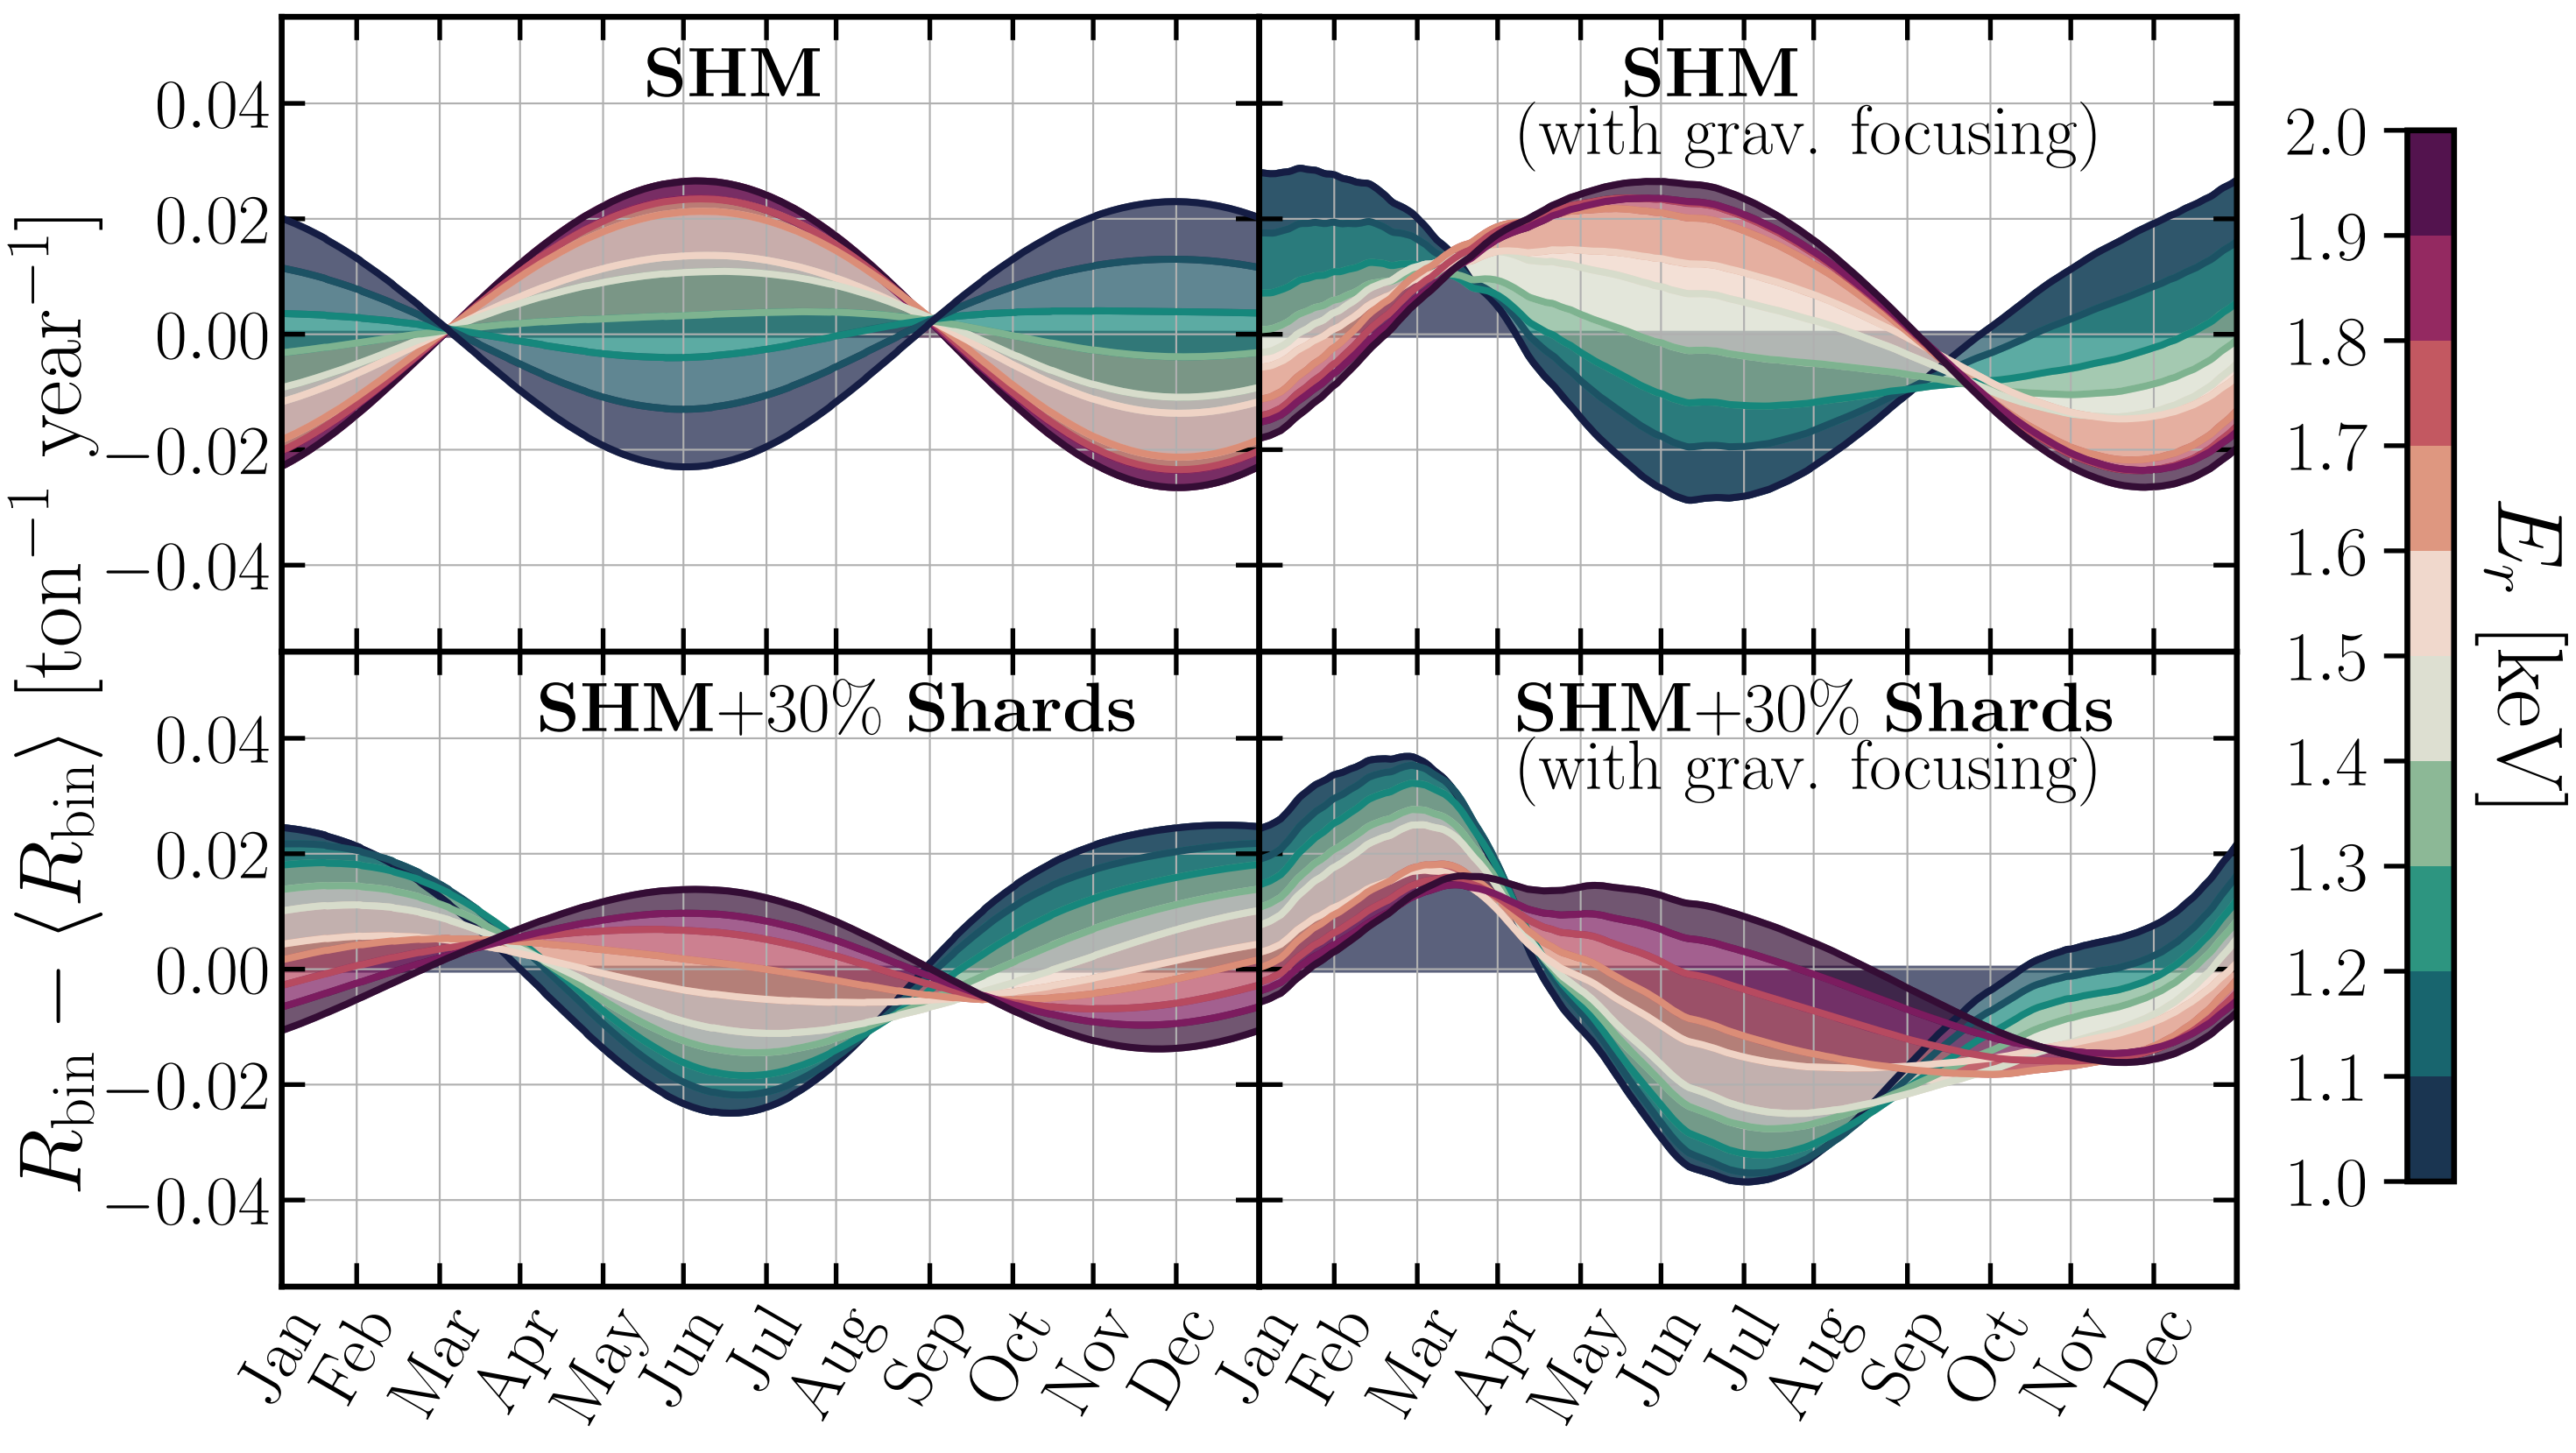 R_bin − ⟨R_bin⟩ [ton⁻¹ year⁻¹]
SHM
0.04
0.02
0.00
−0.02
−0.04
SHM
(with grav. focusing)
SHM+30% Shards
0.04
0.02
0.00
−0.02
−0.04
SHM+30% Shards
(with grav. focusing)
Jan Feb Mar Apr May Jun Jul Aug Sep Oct Nov Dec
Jan Feb Mar Apr May Jun Jul Aug Sep Oct Nov Dec
2.0
1.9
1.8
1.7
1.6
1.5
1.4
1.3
1.2
1.1
1.0
E_r [keV]